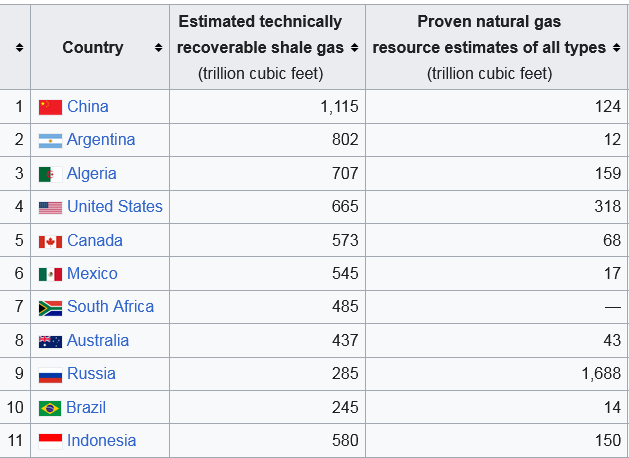 Country Estimated technically recoverable shale gas (trillion cubic feet) Proven natural gas resource estimates of all types (trillion cubic feet)
1 China 1,115 124
2 Argentina 802 12
3 Algeria 707 159
4 United States 665 318
5 Canada 573 68
6 Mexico 545 17
7 South Africa 485 —
8 Australia 437 43
9 Russia 285 1,688
10 Brazil 245 14
11 Indonesia 580 150